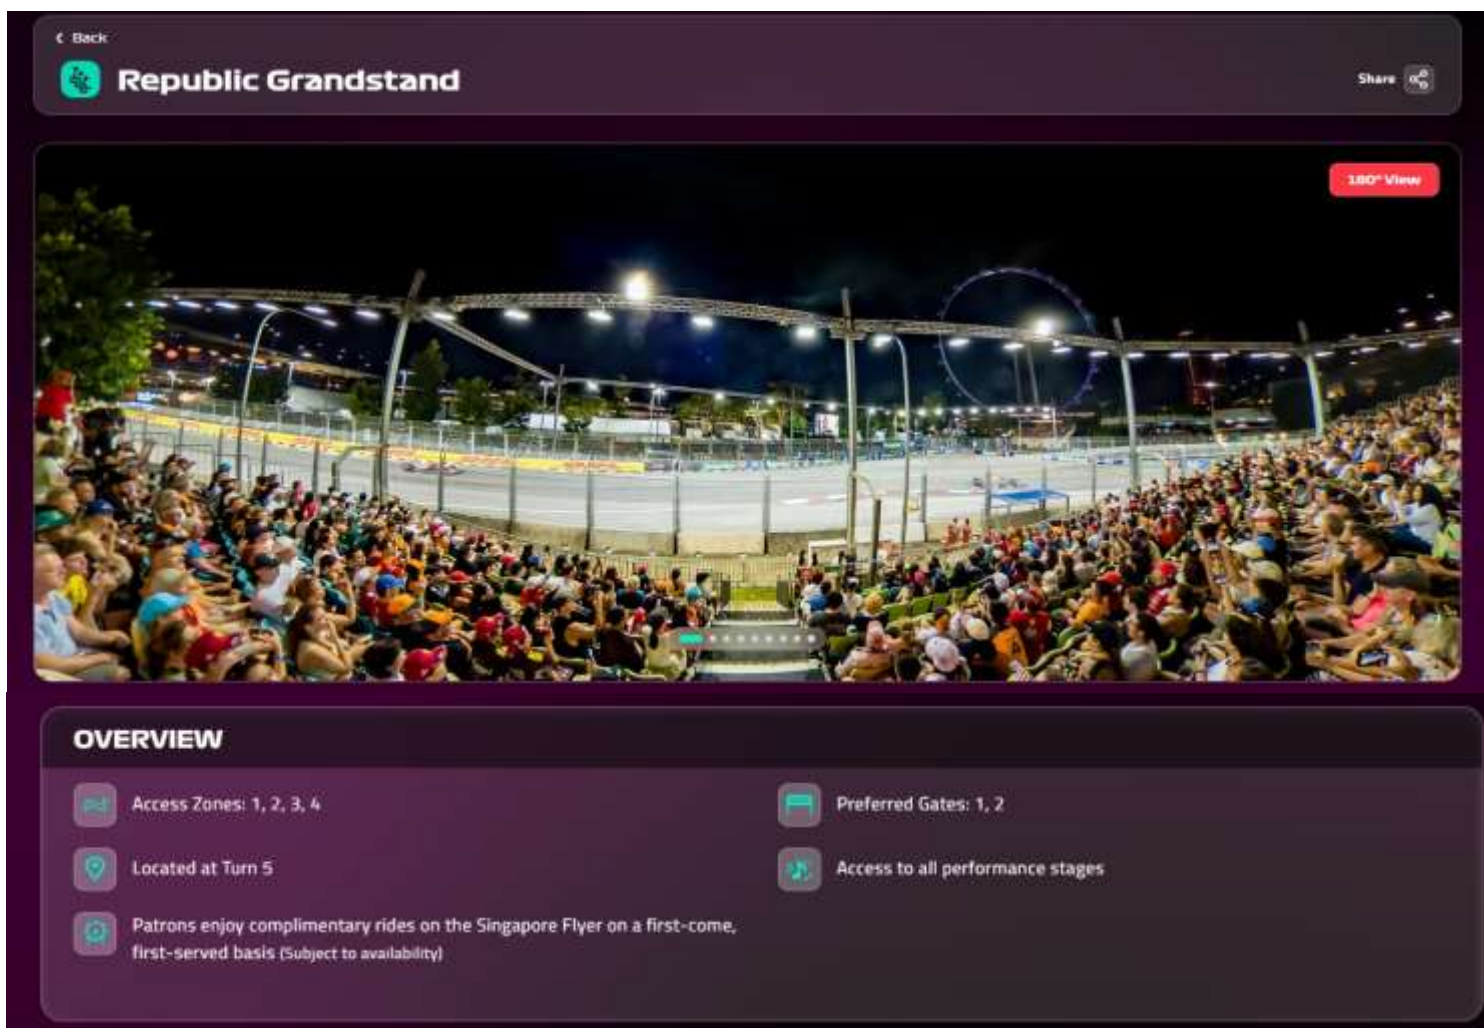 Back
Republic Grandstand
Share
180° View
OVERVIEW
Access Zones: 1, 2, 3, 4
Preferred Gates: 1, 2
Located at Turn 5
Access to all performance stages
Patrons enjoy complimentary rides on the Singapore Flyer on a first-come,
first-served basis (Subject to availability)